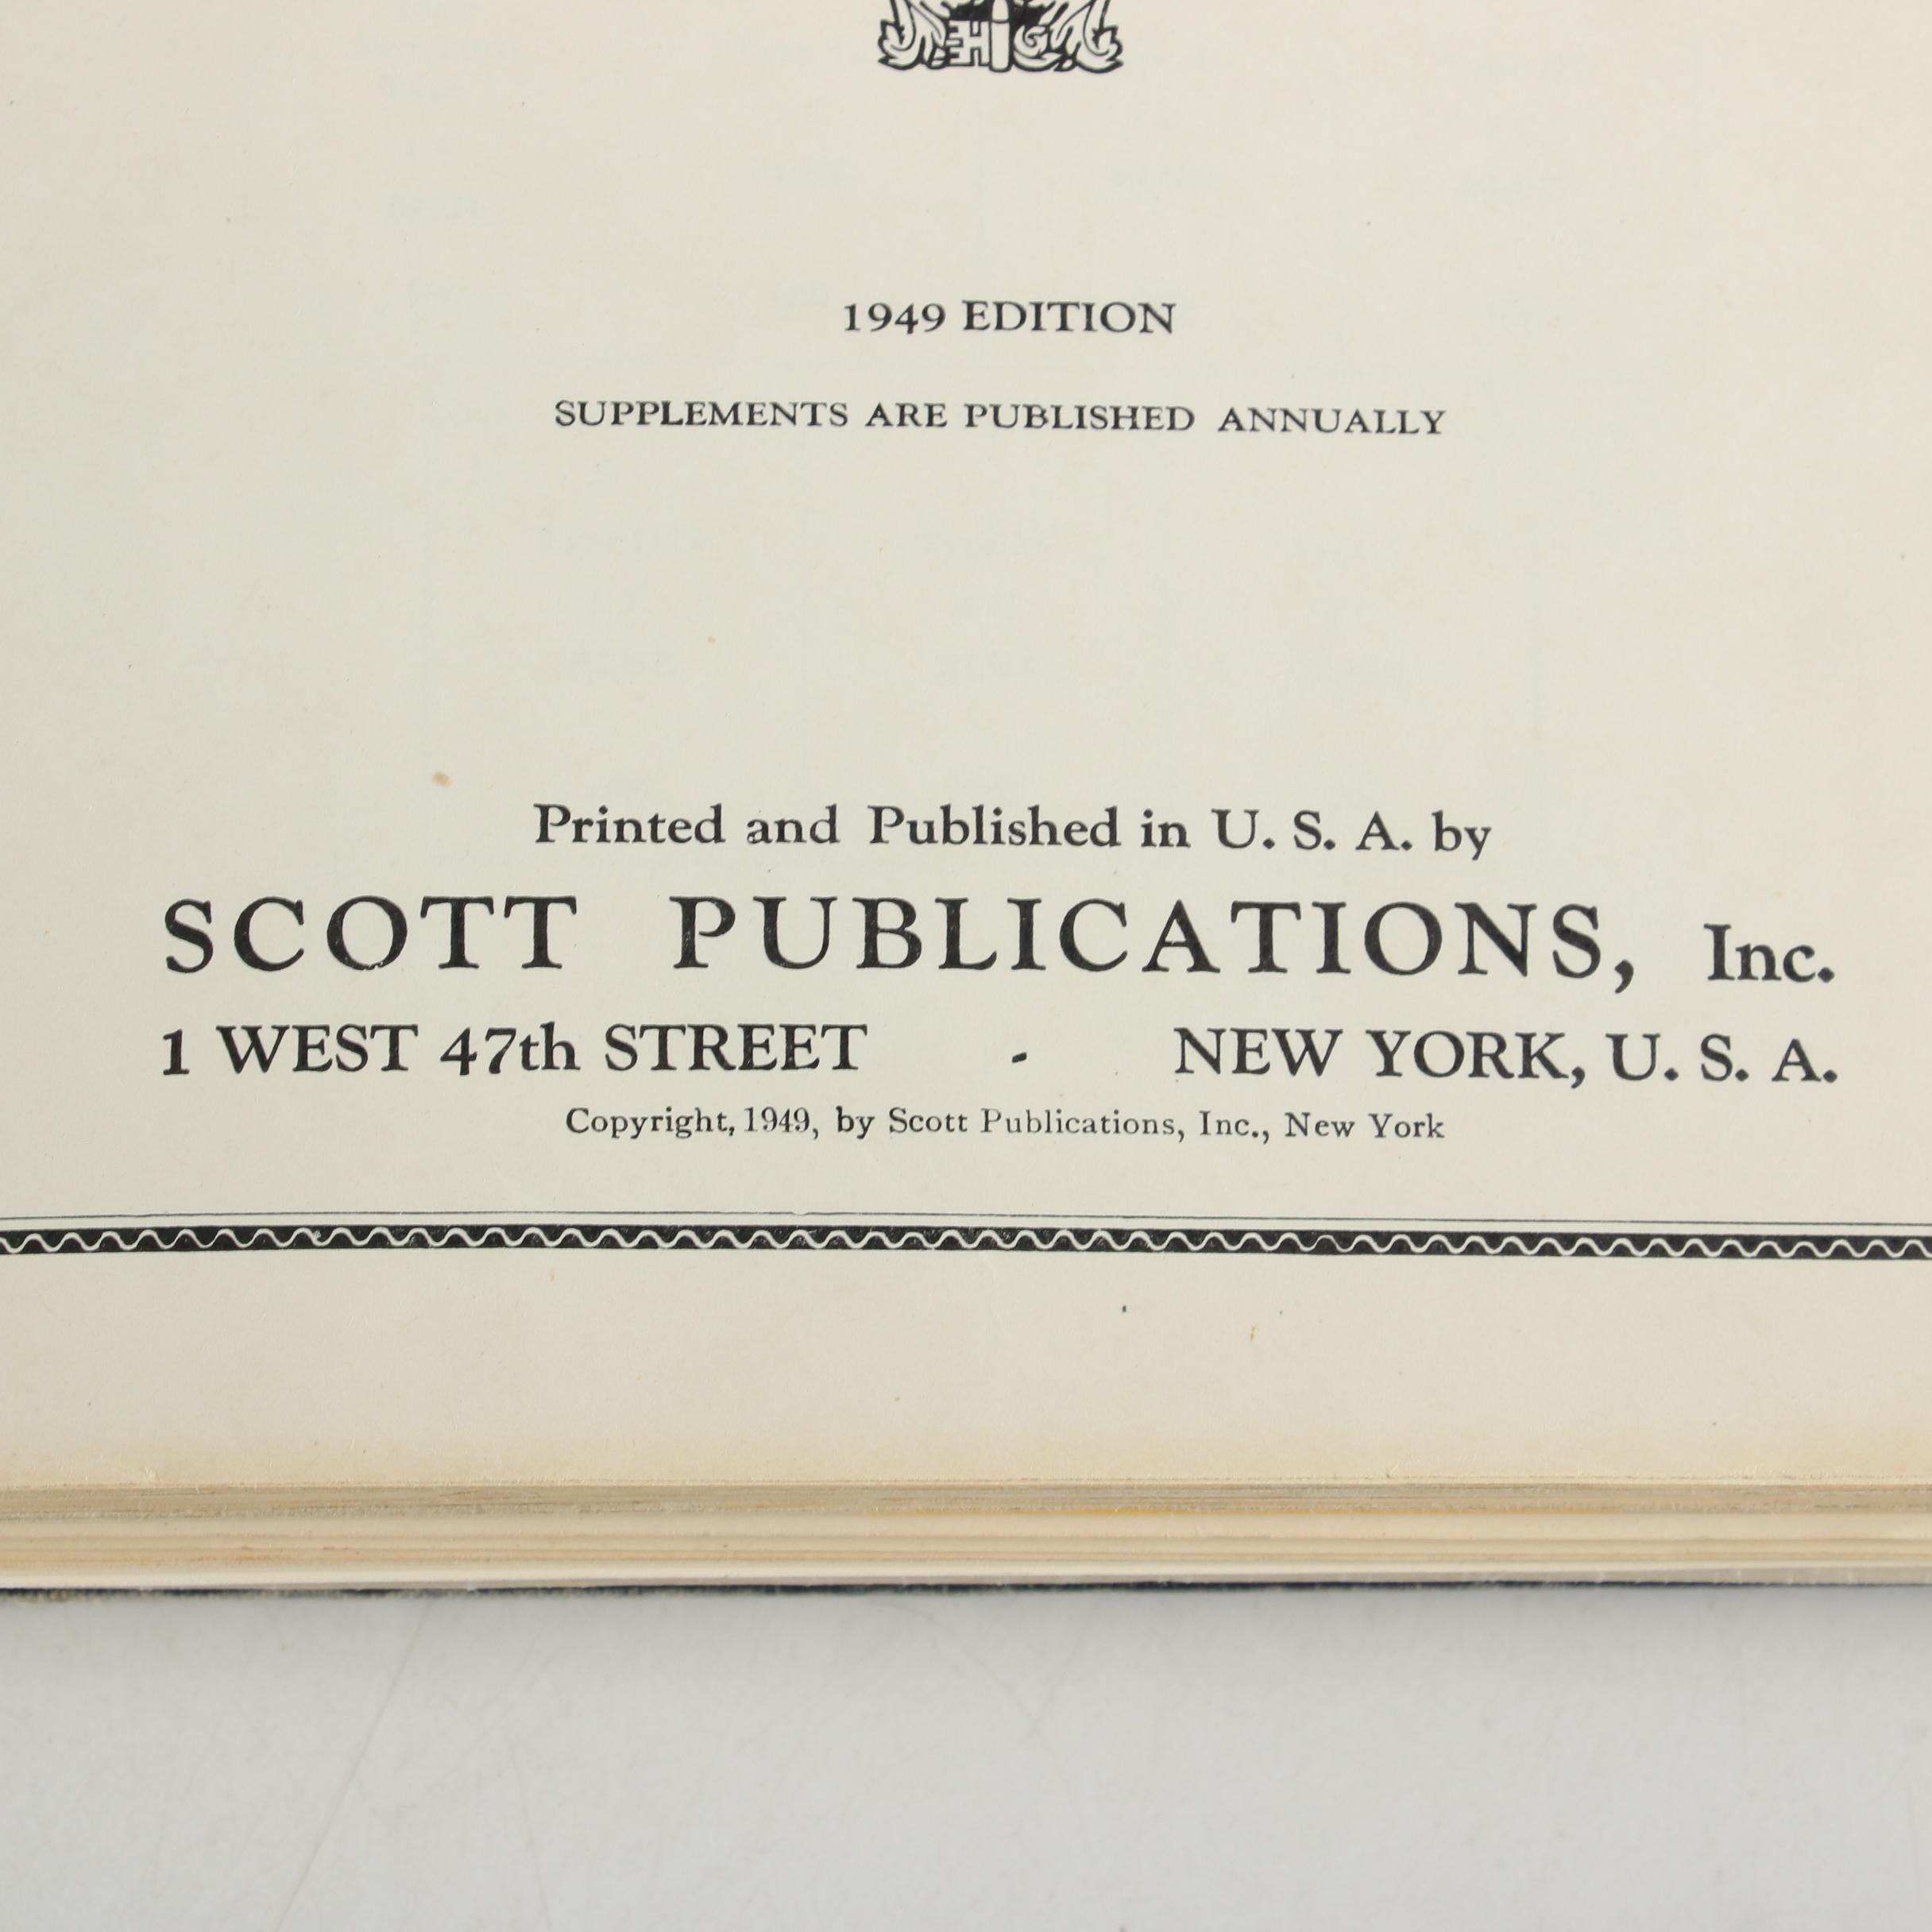 1949 EDITION
SUPPLEMENTS ARE PUBLISHED ANNUALLY
Printed and Published in U. S. A. by
SCOTT PUBLICATIONS, Inc.
1 WEST 47th STREET - NEW YORK, U. S. A.
Copyright, 1949, by Scott Publications, Inc., New York